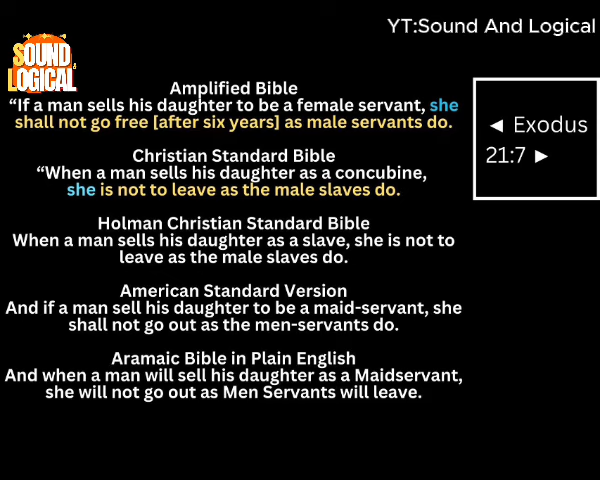 YT:Sound And Logical
SOUND
LOGICAL
Amplified Bible
“If a man sells his daughter to be a female servant, she
shall not go free [after six years] as male servants do.
Christian Standard Bible
“When a man sells his daughter as a concubine,
she is not to leave as the male slaves do.
Holman Christian Standard Bible
When a man sells his daughter as a slave, she is not to
leave as the male slaves do.
American Standard Version
And if a man sell his daughter to be a maid-servant, she
shall not go out as the men-servants do.
Aramaic Bible in Plain English
And when a man will sell his daughter as a Maidservant,
she will not go out as Men Servants will leave.
◄ Exodus
21:7 ►